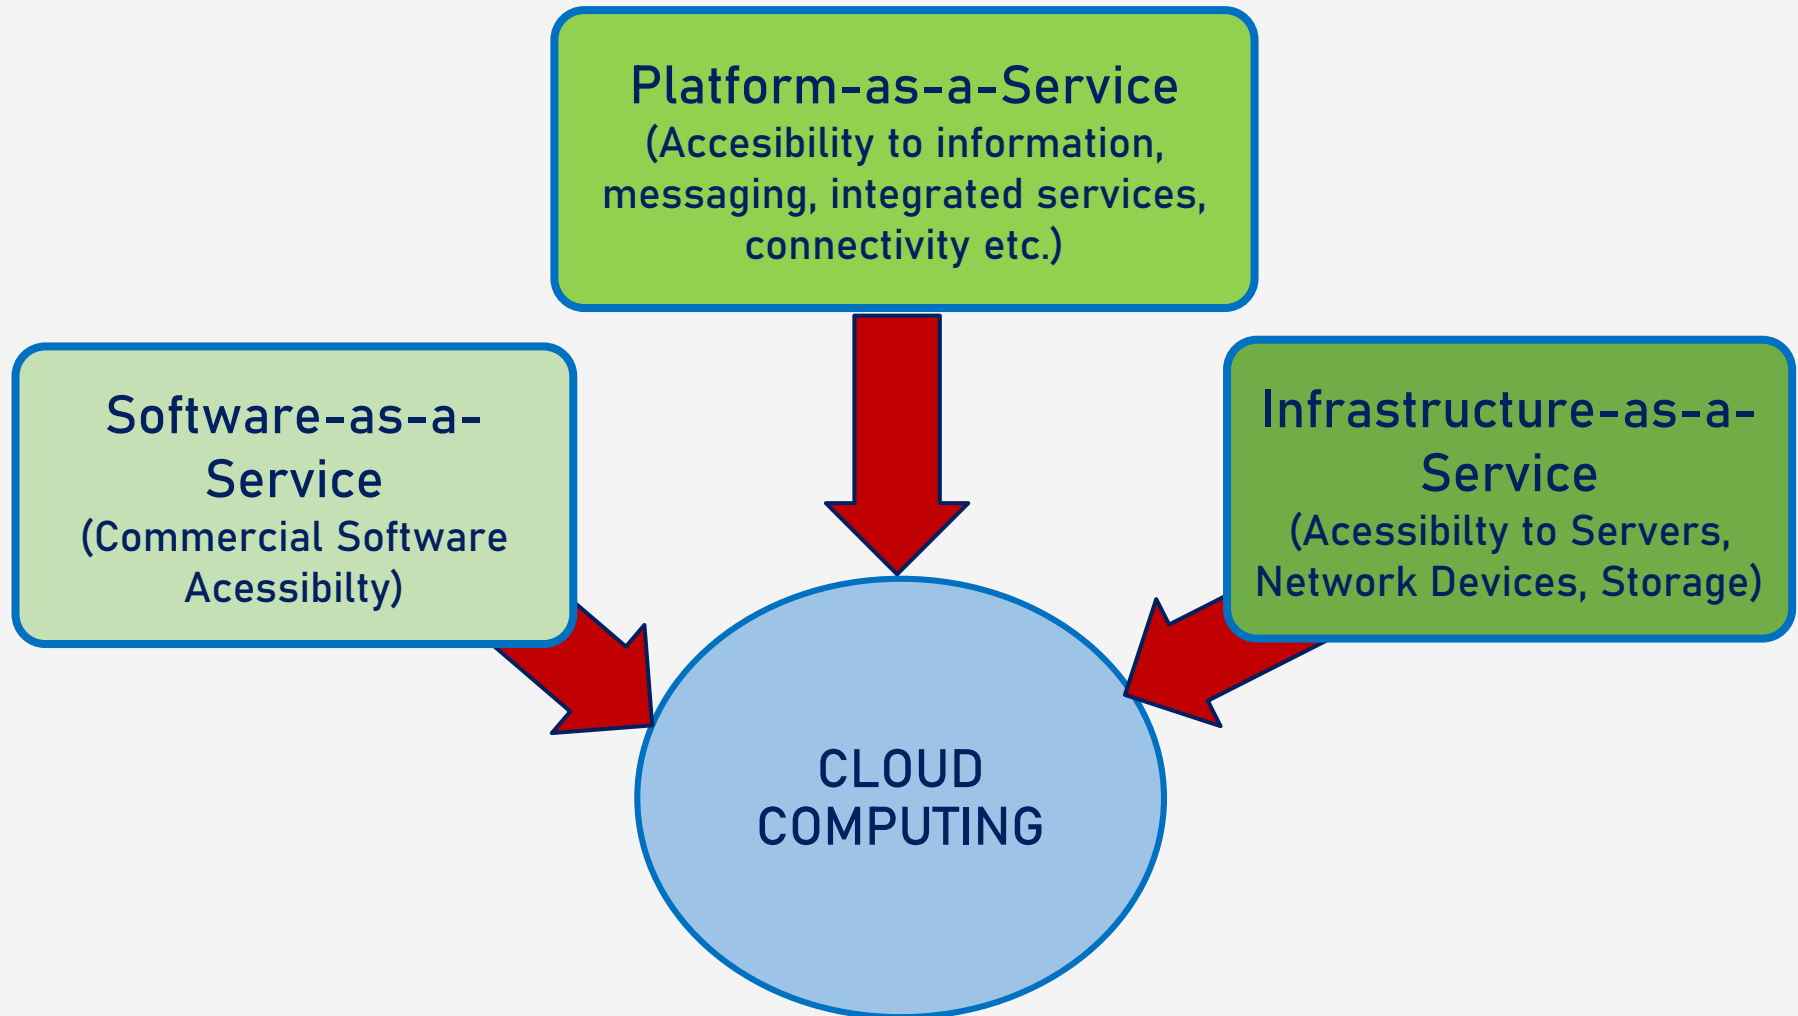 Platform-as-a-Service
(Accesibility to information,
messaging, integrated services,
connectivity etc.)
Software-as-a-
Service
(Commercial Software
Acessibilty)
Infrastructure-as-a-
Service
(Acessibilty to Servers,
Network Devices, Storage)
CLOUD
COMPUTING